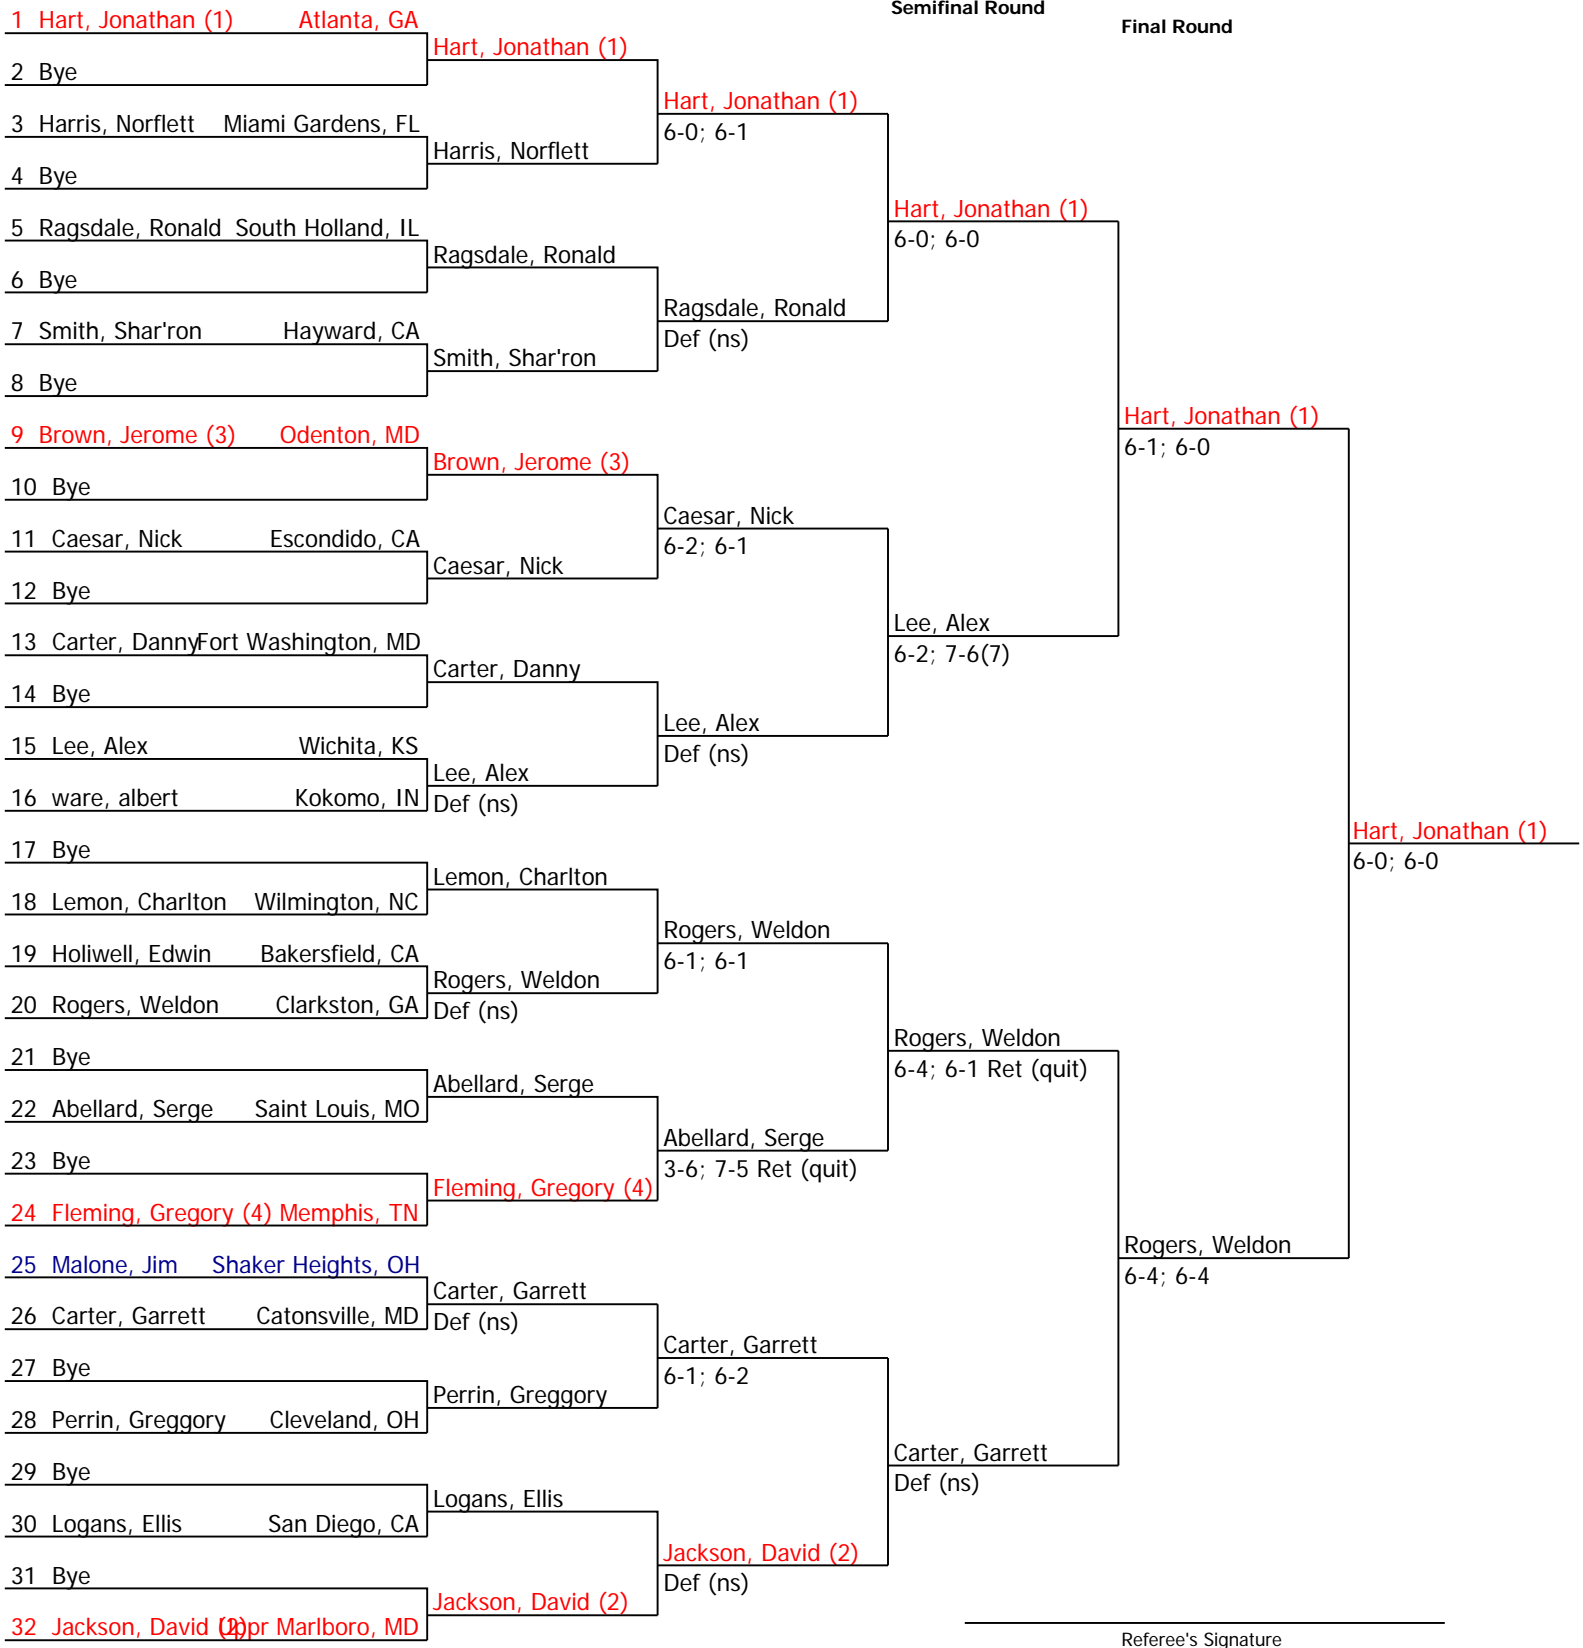 Semifinal Round
Final Round
1 Hart, Jonathan (1) Atlanta, GA
2 Bye
3 Harris, Norflett Miami Gardens, FL
4 Bye
5 Ragsdale, Ronald South Holland, IL
6 Bye
7 Smith, Shar'ron Hayward, CA
8 Bye
9 Brown, Jerome (3) Odenton, MD
10 Bye
11 Caesar, Nick Escondido, CA
12 Bye
13 Carter, Danny Fort Washington, MD
14 Bye
15 Lee, Alex Wichita, KS
16 ware, albert Kokomo, IN
17 Bye
18 Lemon, Charlton Wilmington, NC
19 Holiwell, Edwin Bakersfield, CA
20 Rogers, Weldon Clarkston, GA
21 Bye
22 Abellard, Serge Saint Louis, MO
23 Bye
24 Fleming, Gregory (4) Memphis, TN
25 Malone, Jim Shaker Heights, OH
26 Carter, Garrett Catonsville, MD
27 Bye
28 Perrin, Greggory Cleveland, OH
29 Bye
30 Logans, Ellis San Diego, CA
31 Bye
32 Jackson, David (2) Uppr Marlboro, MD
Hart, Jonathan (1)
Harris, Norflett
Ragsdale, Ronald
Smith, Shar'ron
Brown, Jerome (3)
Caesar, Nick
Carter, Danny
Lee, Alex
Def (ns)
Lemon, Charlton
Rogers, Weldon
Def (ns)
Abellard, Serge
Fleming, Gregory (4)
Carter, Garrett
Def (ns)
Perrin, Greggory
Logans, Ellis
Jackson, David (2)
Hart, Jonathan (1)
6-0; 6-1
Ragsdale, Ronald
Def (ns)
Caesar, Nick
6-2; 6-1
Lee, Alex
Def (ns)
Rogers, Weldon
6-1; 6-1
Abellard, Serge
3-6; 7-5 Ret (quit)
Carter, Garrett
6-1; 6-2
Jackson, David (2)
Def (ns)
Hart, Jonathan (1)
6-0; 6-0
Lee, Alex
6-2; 7-6(7)
Rogers, Weldon
6-4; 6-1 Ret (quit)
Carter, Garrett
Def (ns)
Hart, Jonathan (1)
6-1; 6-0
Rogers, Weldon
6-4; 6-4
Hart, Jonathan (1)
6-0; 6-0
Referee's Signature